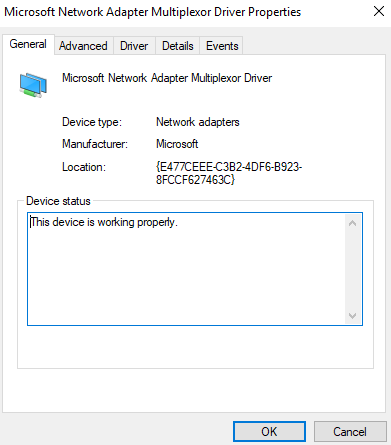 Microsoft Network Adapter Multiplexor Driver Properties
General Advanced Driver Details Events
Microsoft Network Adapter Multiplexor Driver
Device type: Network adapters
Manufacturer: Microsoft
Location: {E477CEEE-C3B2-4DF6-B923-
8FCCF627463C}
Device status
This device is working properly.
OK Cancel